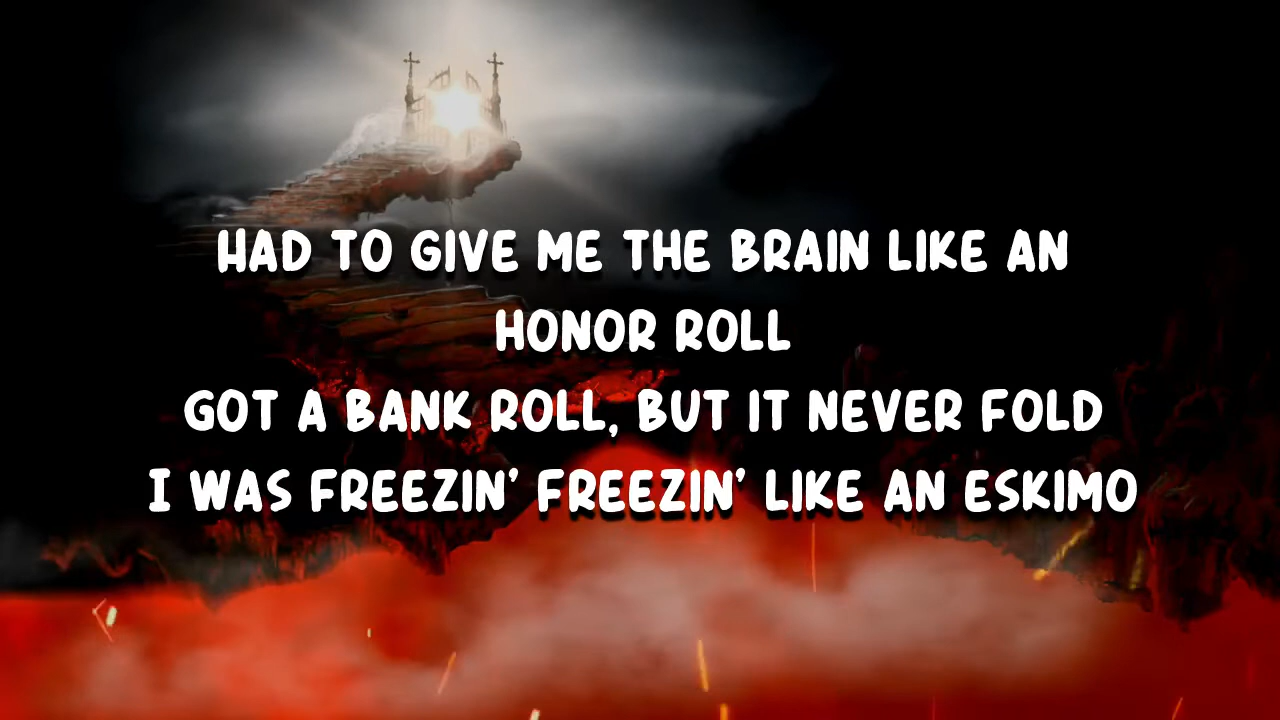 HAD TO GIVE ME THE BRAIN LIKE AN
HONOR ROLL
GOT A BANK ROLL, BUT IT NEVER FOLD
I WAS FREEZIN' FREEZIN' LIKE AN ESKIMO